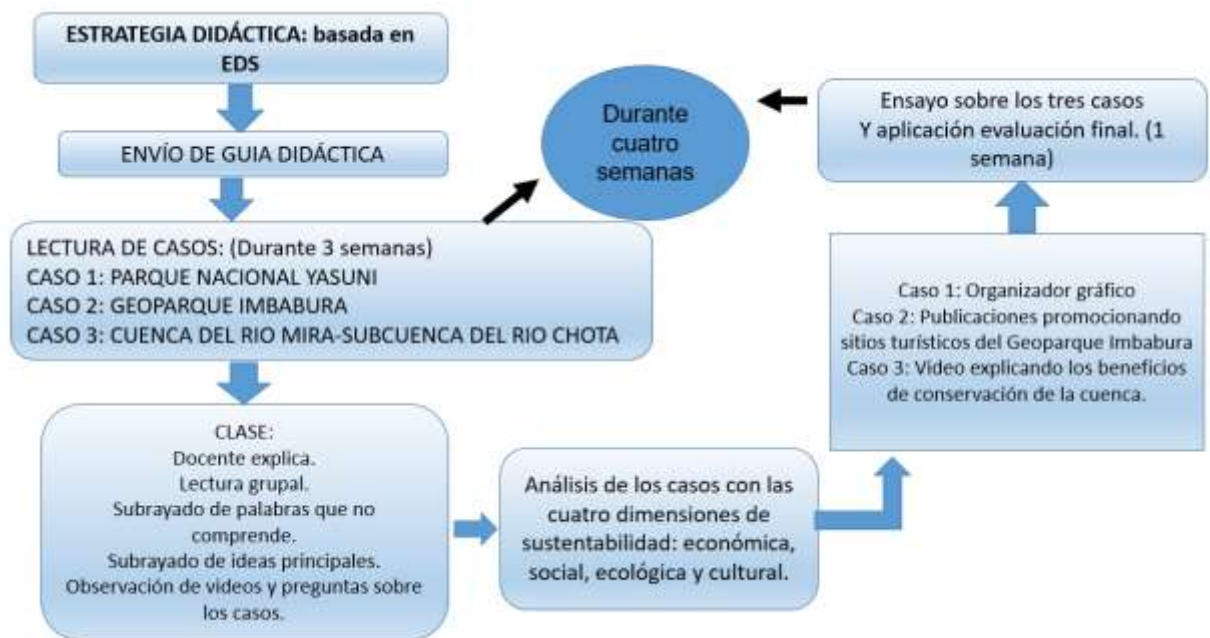 ESTRATEGIA DIDÁCTICA: basada en
EDS
ENVÍO DE GUIA DIDÁCTICA
LECTURA DE CASOS: (Durante 3 semanas)
CASO 1: PARQUE NACIONAL YASUNI
CASO 2: GEOPARQUE IMBABURA
CASO 3: CUENCA DEL RIO MIRA-SUBCUENCA DEL RIO CHOTA
CLASE:
Docente explica.
Lectura grupal.
Subrayado de palabras que no
comprende.
Subrayado de ideas principales.
Observación de videos y preguntas sobre
los casos.
Análisis de los casos con las
cuatro dimensiones de
sustentabilidad: económica,
social, ecológica y cultural.
Caso 1: Organizador gráfico
Caso 2: Publicaciones promocionando
sitios turísticos del Geoparque Imbabura
Caso 3: Video explicando los beneficios
de conservación de la cuenca.
Ensayo sobre los tres casos
Y aplicación evaluación final. (1
semana)
Durante
cuatro
semanas